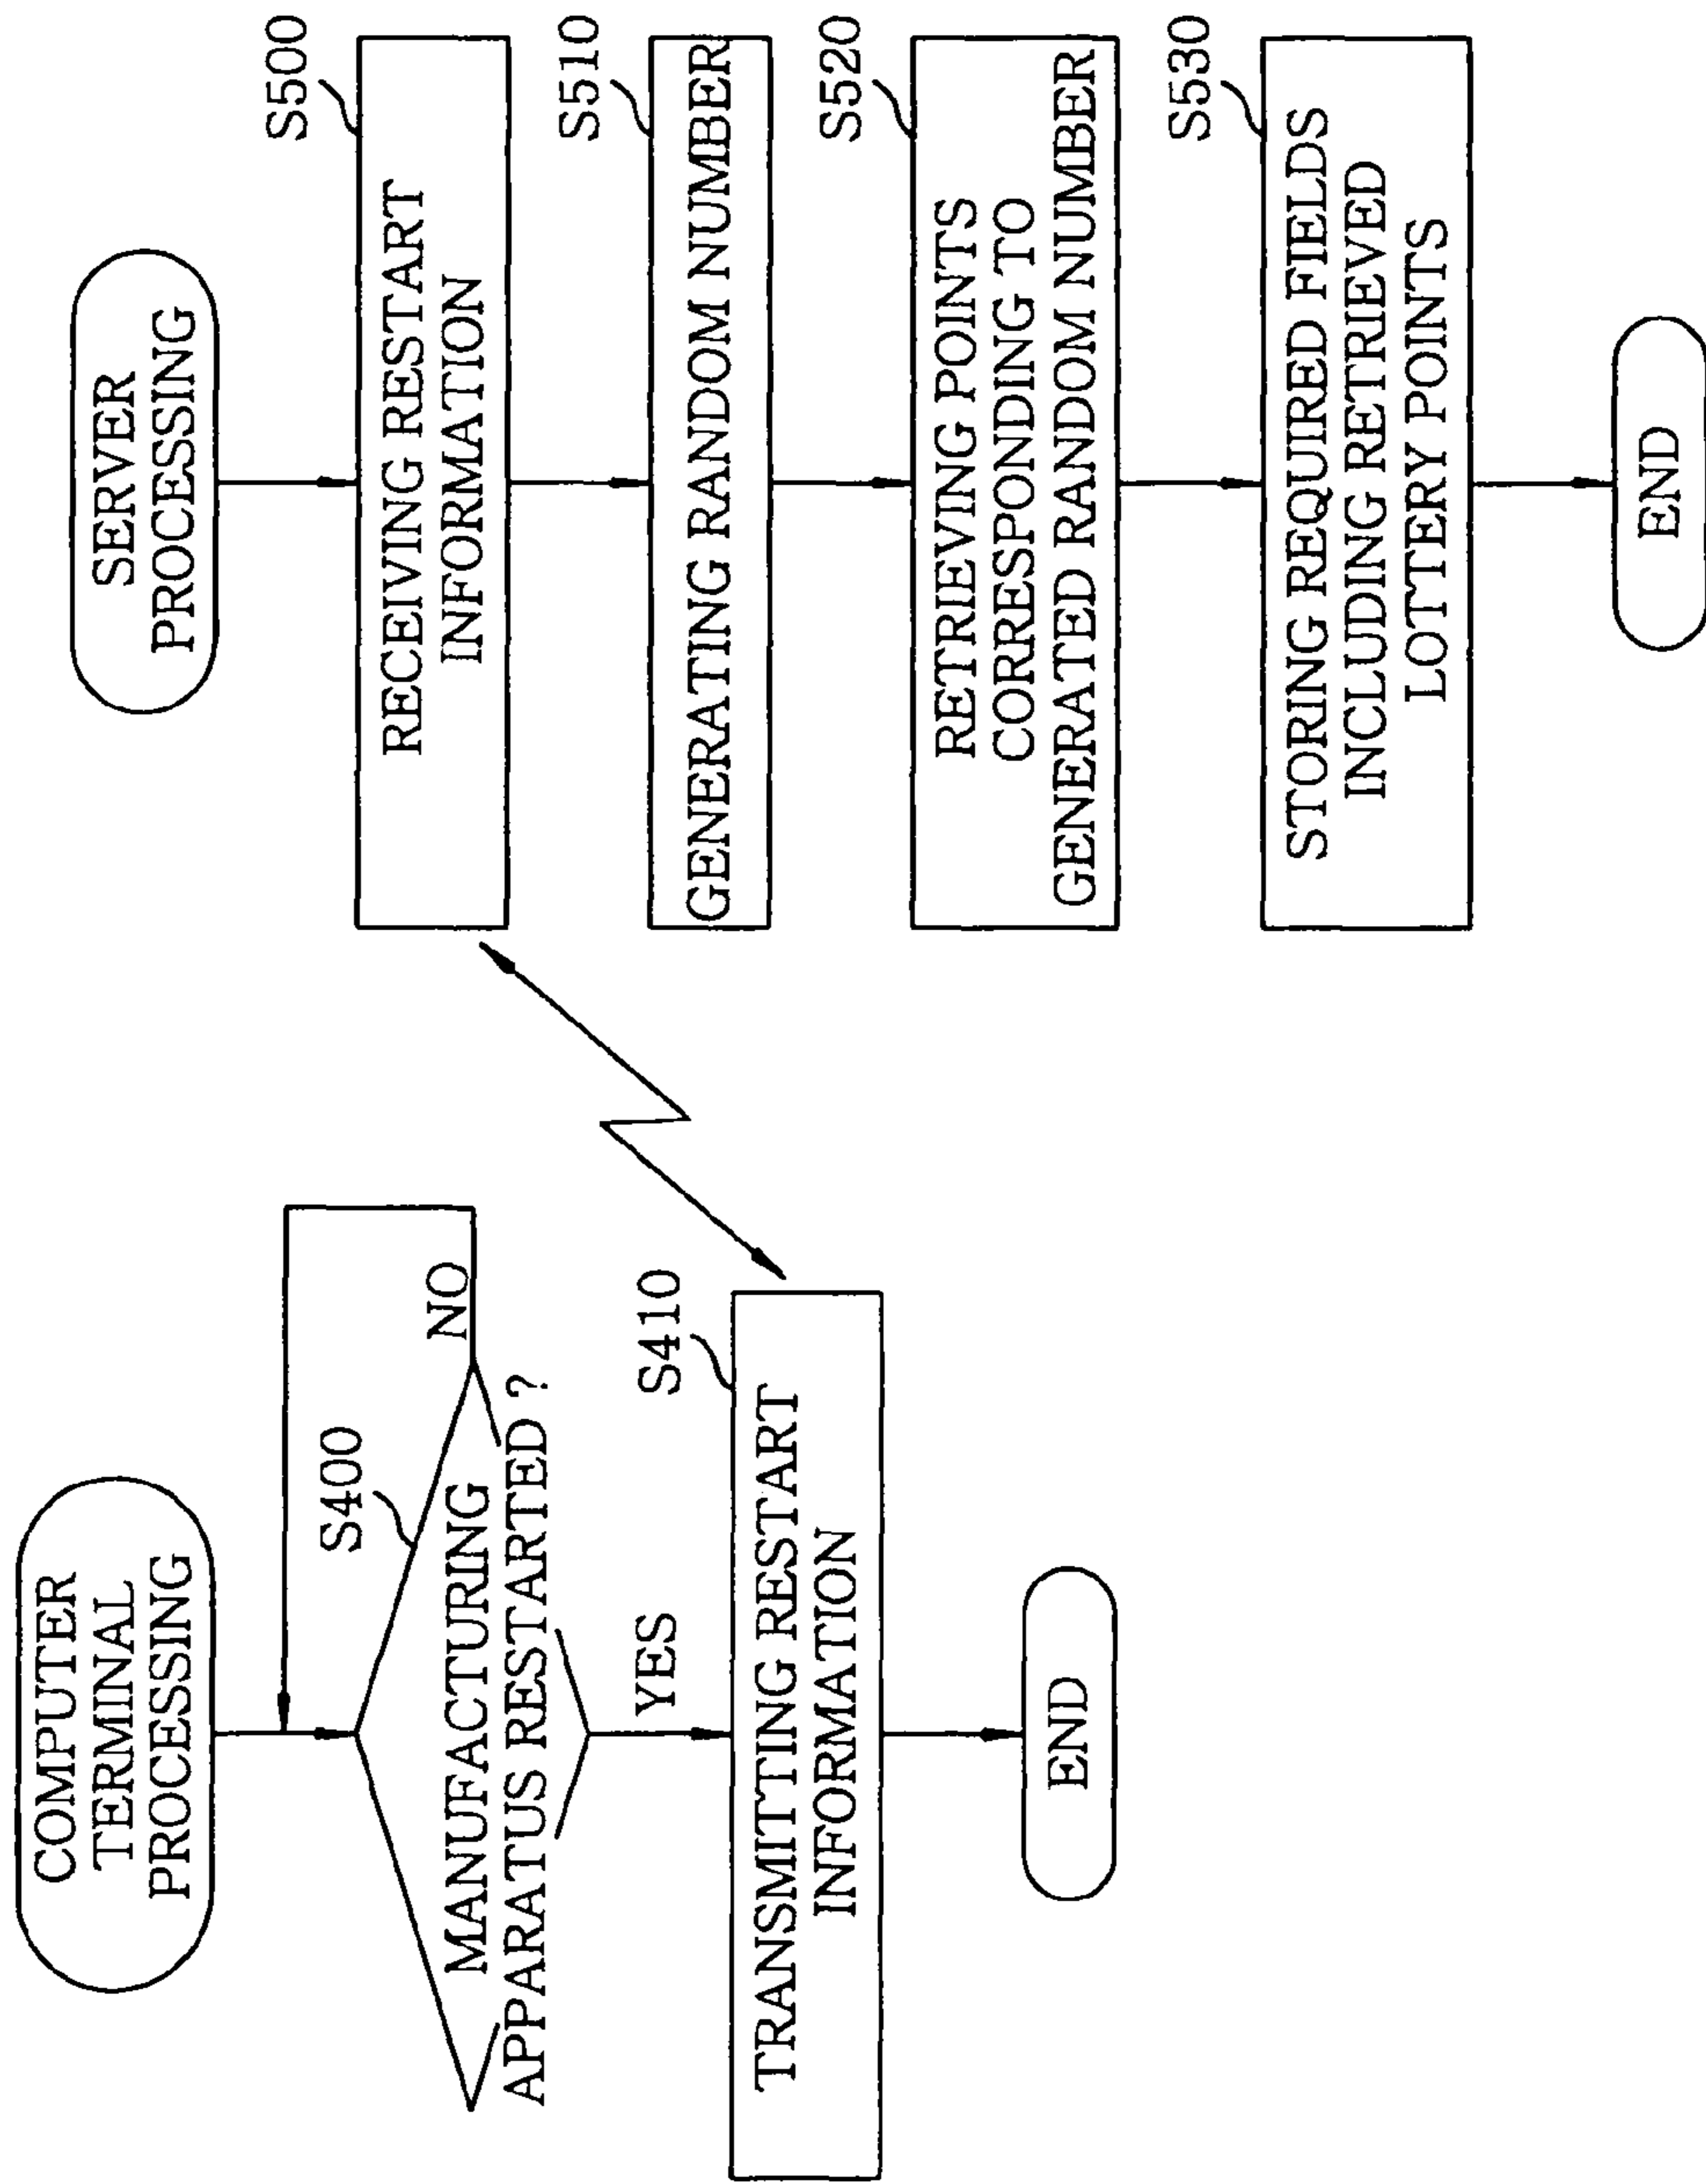 COMPUTER
TERMINAL
PROCESSING
S400
MANUFACTURING
APPARATUS RESTARTED ?
NO
YES
S410
TRANSMITTING RESTART
INFORMATION
END
SERVER
PROCESSING
S500
RECEIVING RESTART
INFORMATION
S510
GENERATING RANDOM NUMBER
S520
RETRIEVING POINTS
CORRESPONDING TO
GENERATED RANDOM NUMBER
S530
STORING REQUIRED FIELDS
INCLUDING RETRIEVED
LOTTERY POINTS
END